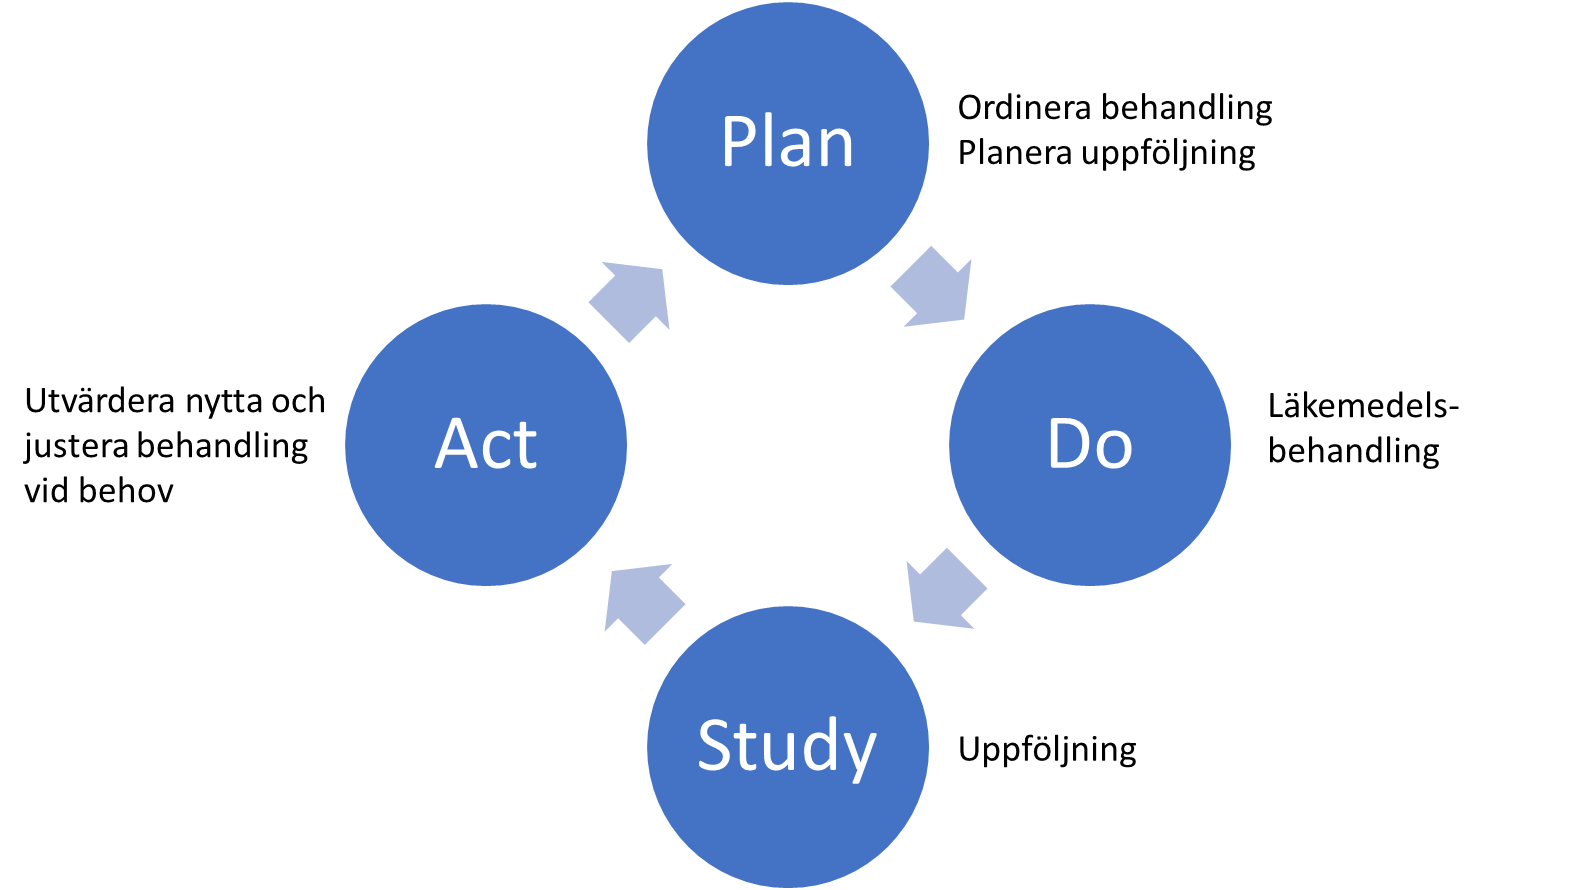 Plan
Ordinera behandling
Planera uppföljning
Do
Läkemedels-
behandling
Study
Uppföljning
Act
Utvärdera nytta och
justera behandling
vid behov